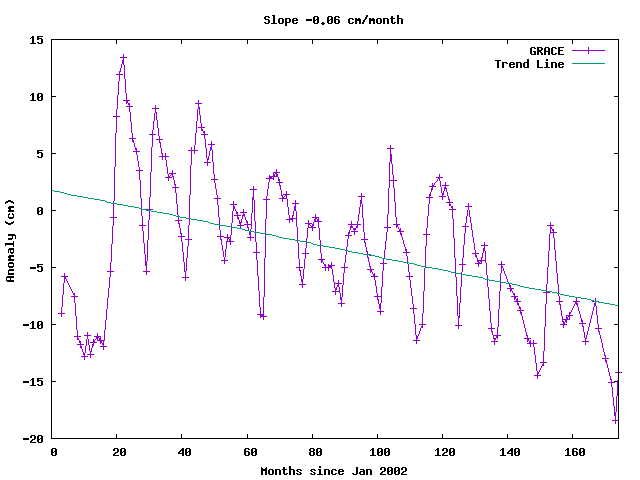 Slope -0.06 cm/month
GRACE
Trend Line
15
10
5
0
-5
-10
-15
-20
Anomaly (cm)
0 20 40 60 80 100 120 140 160
Months since Jan 2002